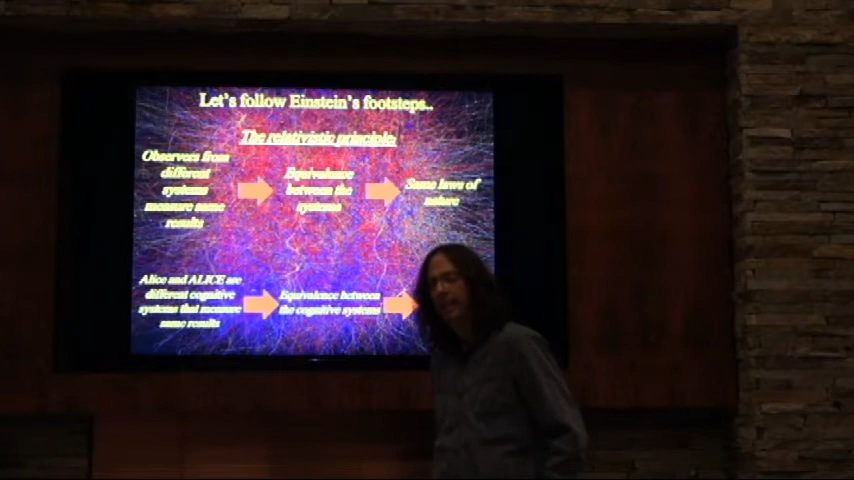 Let's follow Einstein's footsteps..
The relativistic principle:
Observers from
different
systems
measure same
results
Equivalence
between the
systems
Same laws of
nature
Alice and ALICE are
different cognitive
systems that measure
same results
Equivalence between
the cognitive systems